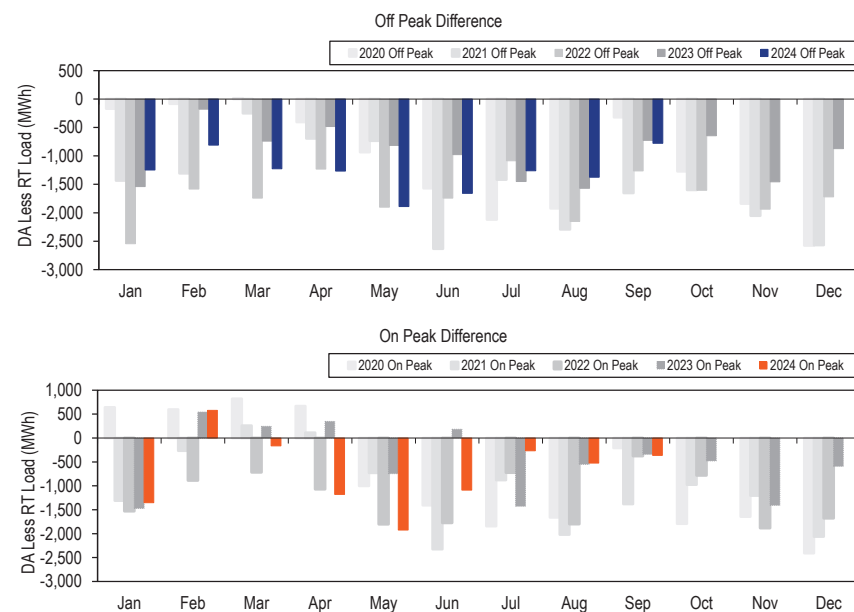 Off Peak Difference
2020 Off Peak 2021 Off Peak 2022 Off Peak 2023 Off Peak 2024 Off Peak
DA Less RT Load (MWh)
500
0
-500
-1,000
-1,500
-2,000
-2,500
-3,000
Jan Feb Mar Apr May Jun Jul Aug Sep Oct Nov Dec
On Peak Difference
2020 On Peak 2021 On Peak 2022 On Peak 2023 On Peak 2024 On Peak
DA Less RT Load (MWh)
1,000
500
0
-500
-1,000
-1,500
-2,000
-2,500
-3,000
Jan Feb Mar Apr May Jun Jul Aug Sep Oct Nov Dec